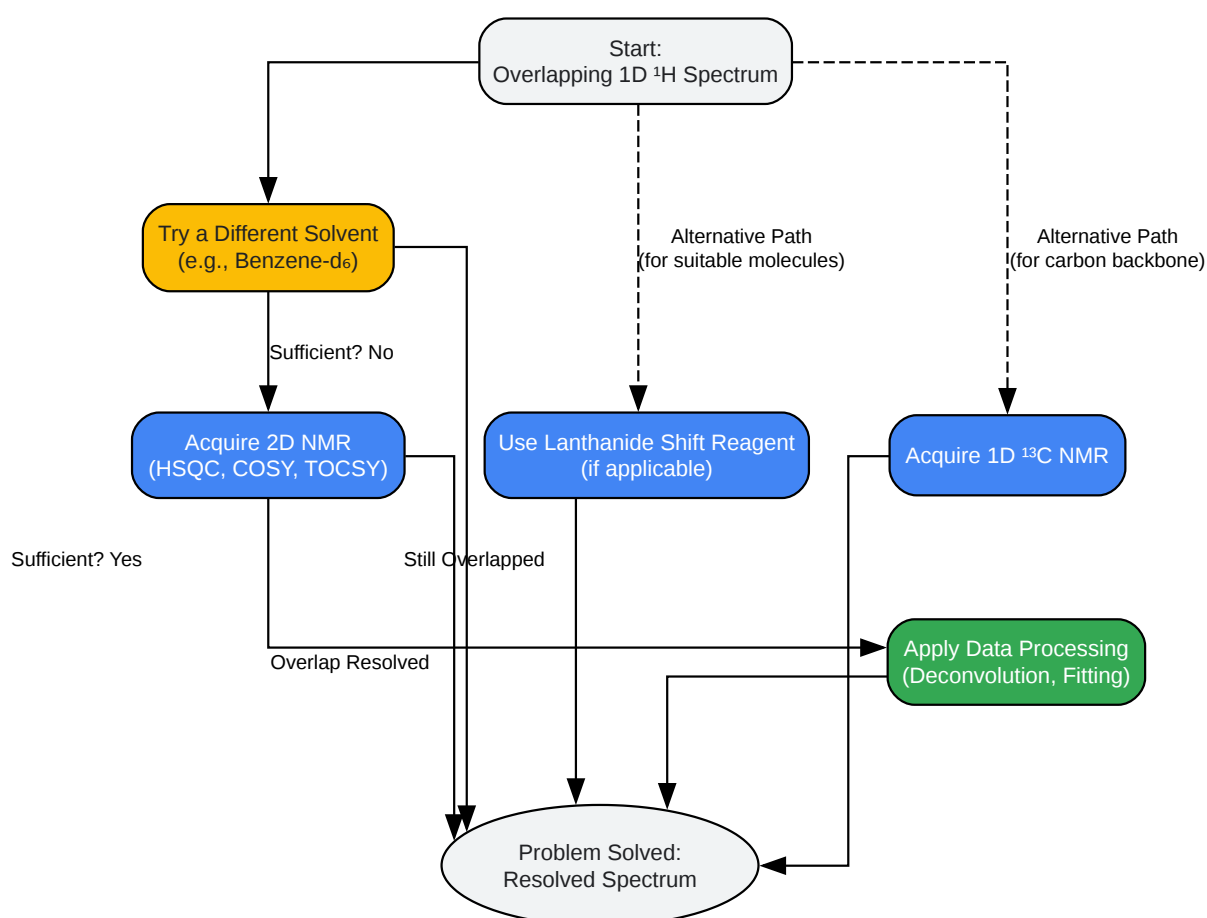 Start:
Overlapping 1D ¹H Spectrum
Try a Different Solvent
(e.g., Benzene-d₆)
Alternative Path
(for suitable molecules)
Alternative Path
(for carbon backbone)
Sufficient? No
Acquire 2D NMR
(HSQC, COSY, TOCSY)
Use Lanthanide Shift Reagent
(if applicable)
Acquire 1D ¹³C NMR
Sufficient? Yes
Still Overlapped
Overlap Resolved
Apply Data Processing
(Deconvolution, Fitting)
Problem Solved:
Resolved Spectrum